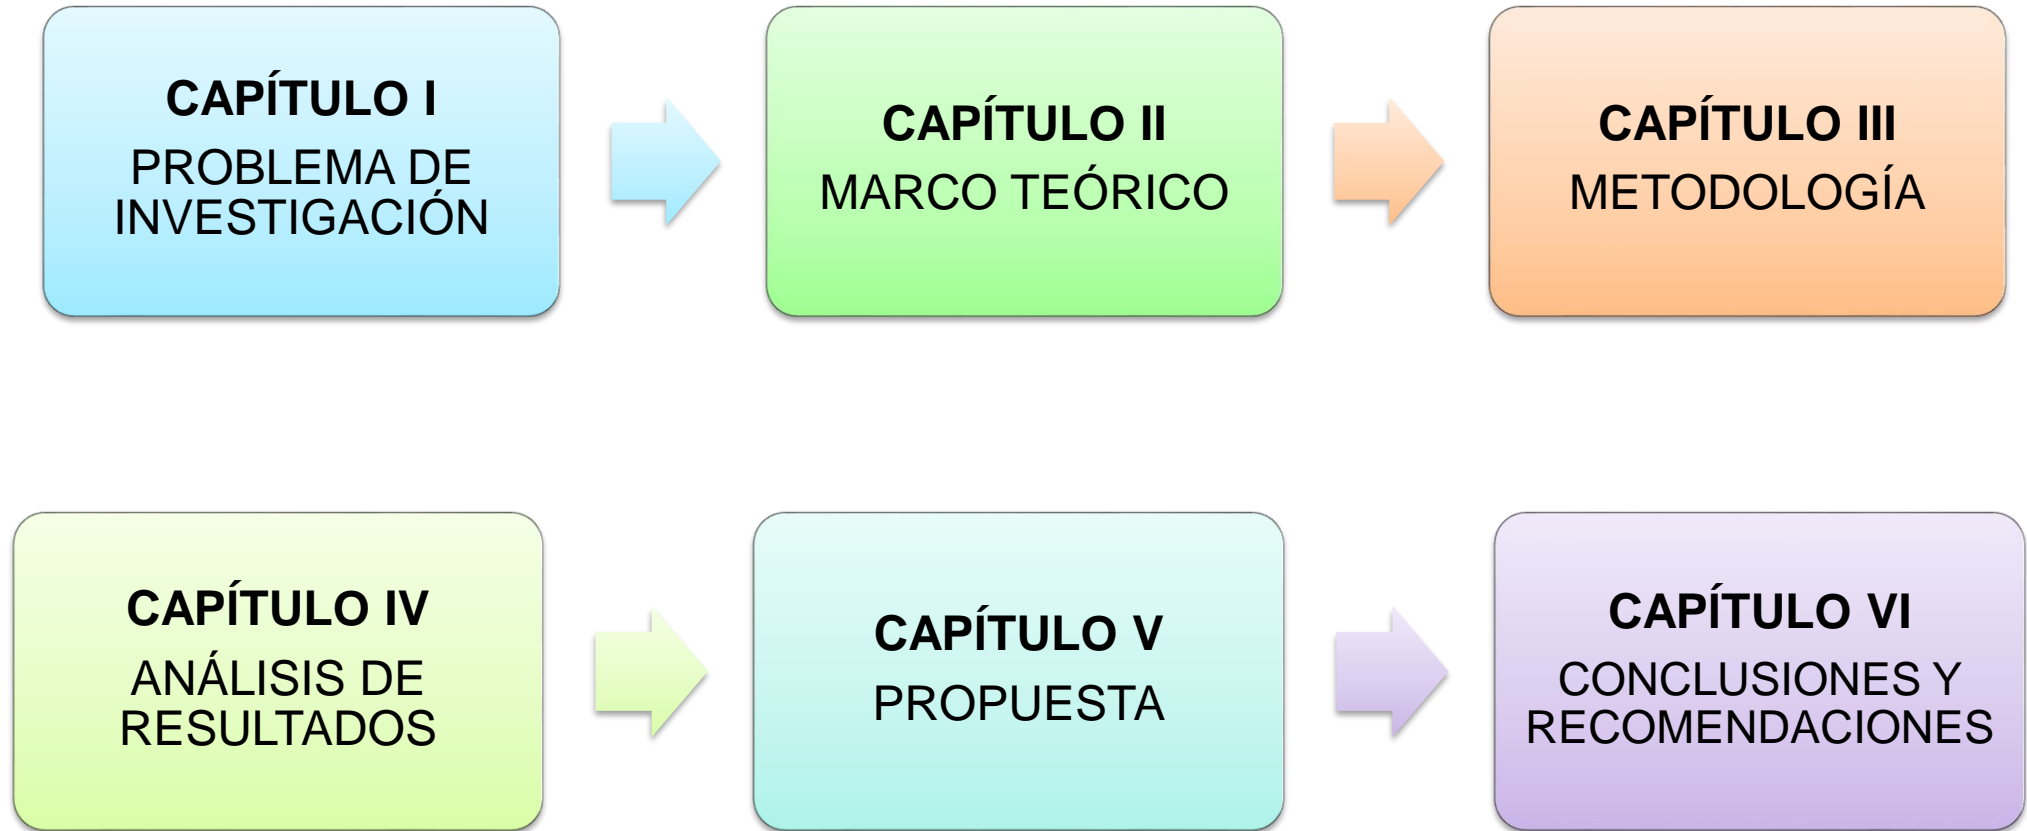 CAPÍTULO I
PROBLEMA DE
INVESTIGACIÓN
CAPÍTULO II
MARCO TEÓRICO
CAPÍTULO III
METODOLOGÍA
CAPÍTULO IV
ANÁLISIS DE
RESULTADOS
CAPÍTULO V
PROPUESTA
CAPÍTULO VI
CONCLUSIONES Y
RECOMENDACIONES